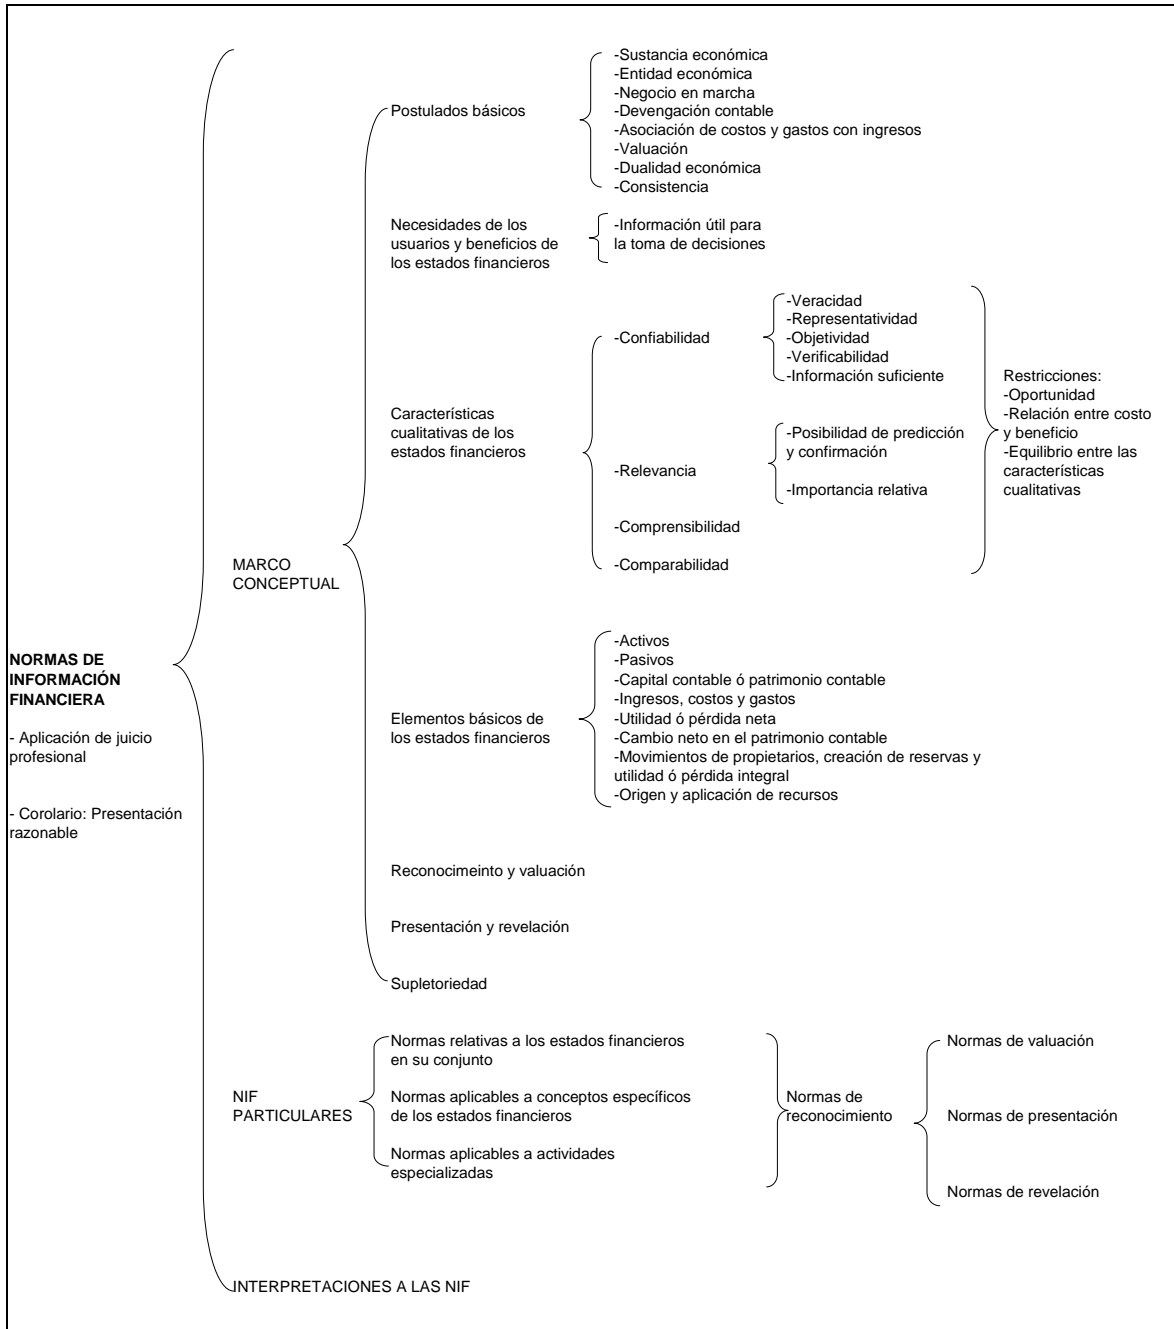 NORMAS DE
INFORMACIÓN
FINANCIERA
- Aplicación de juicio
profesional
- Corolario: Presentación
razonable
MARCO
CONCEPTUAL
Postulados básicos
-Sustancia económica
-Entidad económica
-Negocio en marcha
-Devengación contable
-Asociación de costos y gastos con ingresos
-Valuación
-Dualidad económica
-Consistencia
Necesidades de los
usuarios y beneficios de
los estados financieros
-Información útil para
la toma de decisiones
Característícas
cualitativas de los
estados financieros
-Confiabilidad
-Veracidad
-Representatividad
-Objetividad
-Verificabilidad
-Información suficiente
-Relevancia
-Posibilidad de predicción
y confirmación
-Importancia relativa
-Comprensibilidad
-Comparabilidad
Restricciones:
-Oportunidad
-Relación entre costo
y beneficio
-Equilibrio entre las
características
cualitativas
Elementos básicos de
los estados financieros
-Activos
-Pasivos
-Capital contable ó patrimonio contable
-Ingresos, costos y gastos
-Utilidad ó pérdida neta
-Cambio neto en el patrimonio contable
-Movimientos de propietarios, creación de reservas y
utilidad ó pérdida integral
-Origen y aplicación de recursos
Reconocimeinto y valuación
Presentación y revelación
Supletoriedad
NIF
PARTICULARES
Normas relativas a los estados financieros
en su conjunto
Normas aplicables a conceptos específicos
de los estados financieros
Normas aplicables a actividades
especializadas
Normas de
reconocimiento
Normas de valuación
Normas de presentación
Normas de revelación
INTERPRETACIONES A LAS NIF